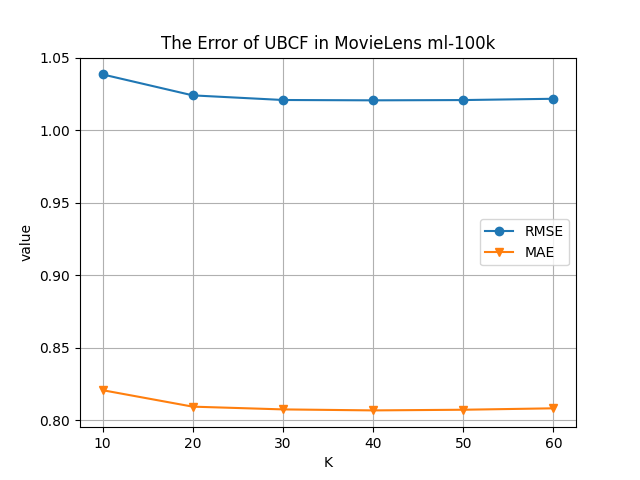 The Error of UBCF in MovieLens ml-100k
1.05
1.00
0.95
0.90
0.85
0.80
value
RMSE
MAE
10 20 30 40 50 60
K